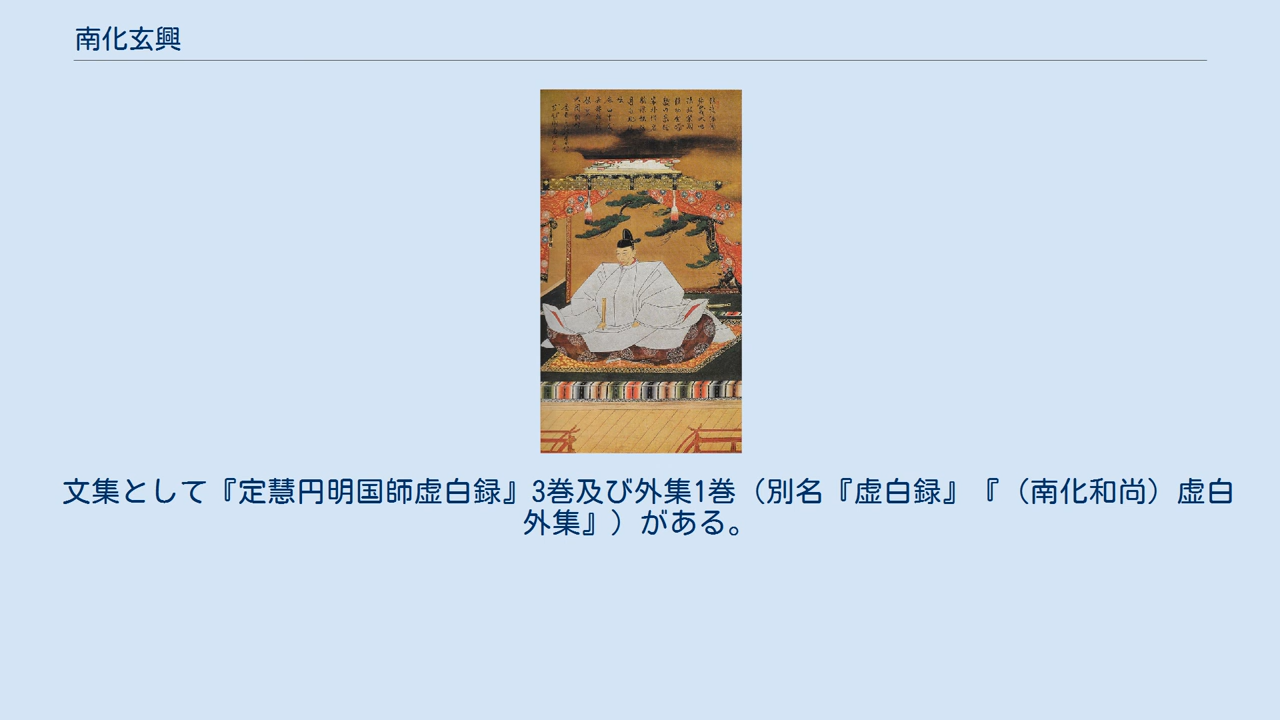 南化玄興
文集として『定慧円明国師虚白録』3巻及び外集1巻（別名『虚白録』『（南化和尚）虚白
外集』）がある。